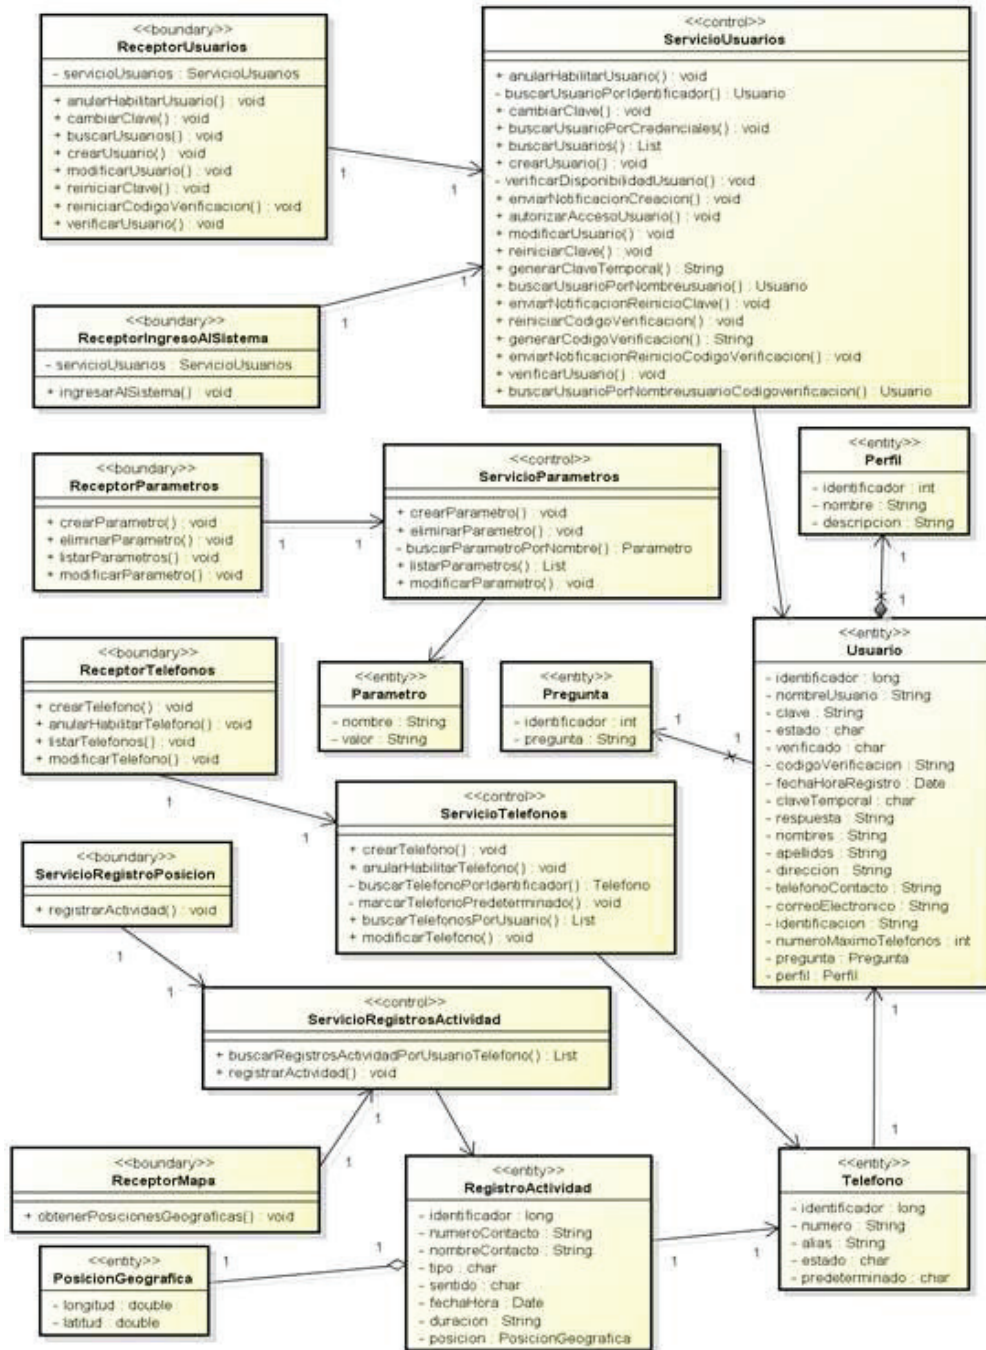 <<boundary>>
ReceptorUsuarios
- servicioUsuarios : ServicioUsuarios
+ anularHabilitarUsuario() : void
+ cambiarClave() : void
+ buscarUsuarios() : void
+ crearUsuario() : void
+ modificarUsuario() : void
+ reiniciarClave() : void
+ reiniciarCodigoVerificacion() : void
+ verificarUsuario() : void
1
1
<<control>>
ServicioUsuarios
+ anularHabilitarUsuario() : void
- buscarUsuarioPorIdentificador() : Usuario
+ cambiarClave() : void
+ buscarUsuarioPorCredenciales() : void
+ buscarUsuarios() : List
+ crearUsuario() : void
- verificarDisponibilidadUsuario() : void
+ enviarNotificacionCreacion() : void
+ autorizarAccesoUsuario() : void
+ modificarUsuario() : void
+ reiniciarClave() : void
+ generarClaveTemporal() : String
+ buscarUsuarioPorNombreusuario() : Usuario
+ enviarNotificacionReinicioClave() : void
+ reiniciarCodigoVerificacion() : void
+ generarCodigoVerificacion() : String
+ enviarNotificacionReinicioCodigoVerificacion() : void
+ verificarUsuario() : void
+ buscarUsuarioPorNombreusuarioCodigoverificacion() : Usuario
<<boundary>>
ReceptorIngresoAlSistema
- servicioUsuarios : ServicioUsuarios
+ ingresarAlSistema() : void
1
1
<<boundary>>
ReceptorParametros
+ crearParametro() : void
+ eliminarParametro() : void
+ listarParametros() : void
+ modificarParametro() : void
1
1
<<control>>
ServicioParametros
+ crearParametro() : void
+ eliminarParametro() : void
- buscarParametroPorNombre() : Parametro
+ listarParametros() : List
+ modificarParametro() : void
<<entity>>
Perfil
- identificador : int
- nombre : String
- descripcion : String
1
1
<<boundary>>
ReceptorTelefonos
+ crearTelefono() : void
+ anularHabilitarTelefono() : void
+ listarTelefonos() : void
+ modificarTelefono() : void
1
1
<<entity>>
Parametro
- nombre : String
- valor : String
<<entity>>
Pregunta
- identificador : int
- pregunta : String
1
1
<<entity>>
Usuario
- identificador : long
- nombreUsuario : String
- clave : String
- estado : char
- verificado : char
- codigoVerificacion : String
- fechaHoraRegistro : Date
- claveTemporal : char
- respuesta : String
- nombres : String
- apellidos : String
- direccion : String
- telefonoContacto : String
- correoElectronico : String
- identificacion : String
- numeroMaximoTelefonos : int
- pregunta : Pregunta
- perfil : Perfil
1
1
<<control>>
ServicioTelefonos
+ crearTelefono() : void
+ anularHabilitarTelefono() : void
- buscarTelefonoPorIdentificador() : Telefono
- marcarTelefonoPredeterminado() : void
+ buscarTelefonosPorUsuario() : List
+ modificarTelefono() : void
<<boundary>>
ServicioRegistroPosicion
+ registrarActividad() : void
1
1
<<control>>
ServicioRegistrosActividad
+ buscarRegistrosActividadPorUsuarioTelefono() : List
+ registrarActividad() : void
1
1
<<boundary>>
ReceptorMapa
+ obtenerPosicionesGeograficas() : void
<<entity>>
PosicionGeografica
- longitud : double
- latitud : double
1
1
<<entity>>
RegistroActividad
- identificador : long
- numeroContacto : String
- nombreContacto : String
- tipo : char
- sentido : char
- fechaHora : Date
- duracion : String
- posicion : PosicionGeografica
1
1
<<entity>>
Telefono
- identificador : long
- numero : String
- alias : String
- estado : char
- predeterminado : char